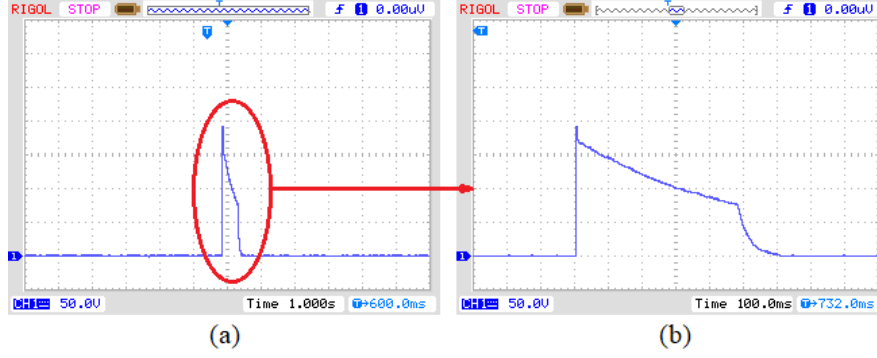 RIGOL STOP T f 1 0.00uV
T
1
CH1 50.0V Time 1.000s T→600.0ms
(a)
RIGOL STOP T f 1 0.00uV
T
1
CH1 50.0V Time 100.0ms T→732.0ms
(b)